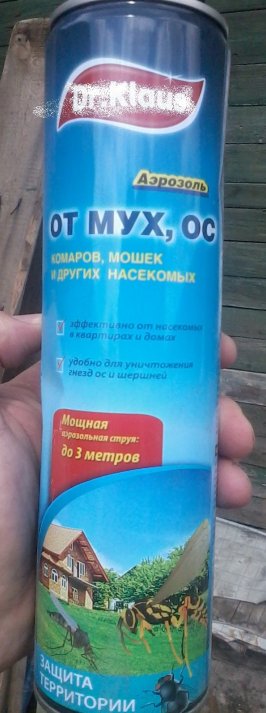 Dr.Klaus
Аэрозоль
ОТ МУХ, ОС
КОМАРОВ, МОШЕК
И ДРУГИХ НАСЕКОМЫХ
эффективно от насекомых
в квартирах и домах
удобно для уничтожения
гнезд ос и шершней
Мощная
аэрозольная струя:
до 3 метров
ЗАЩИТА
ТЕРРИТОРИИ